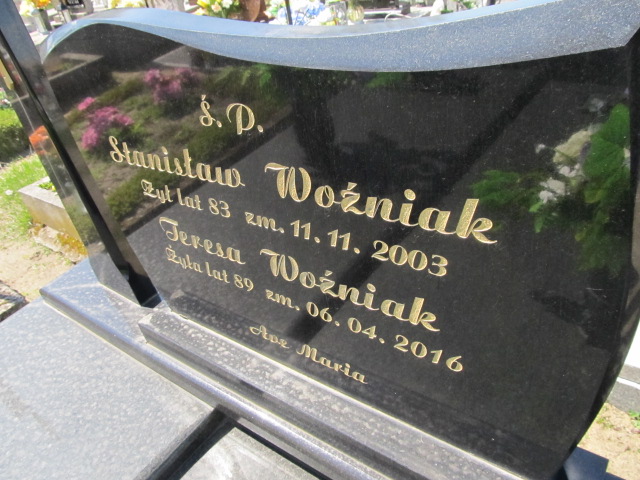 Ś. P.
Stanisław Woźniak
Żył lat 83 zm. 11. 11. 2003
Teresa Woźniak
Żyła lat 89 zm. 06. 04. 2016
Ave Maria